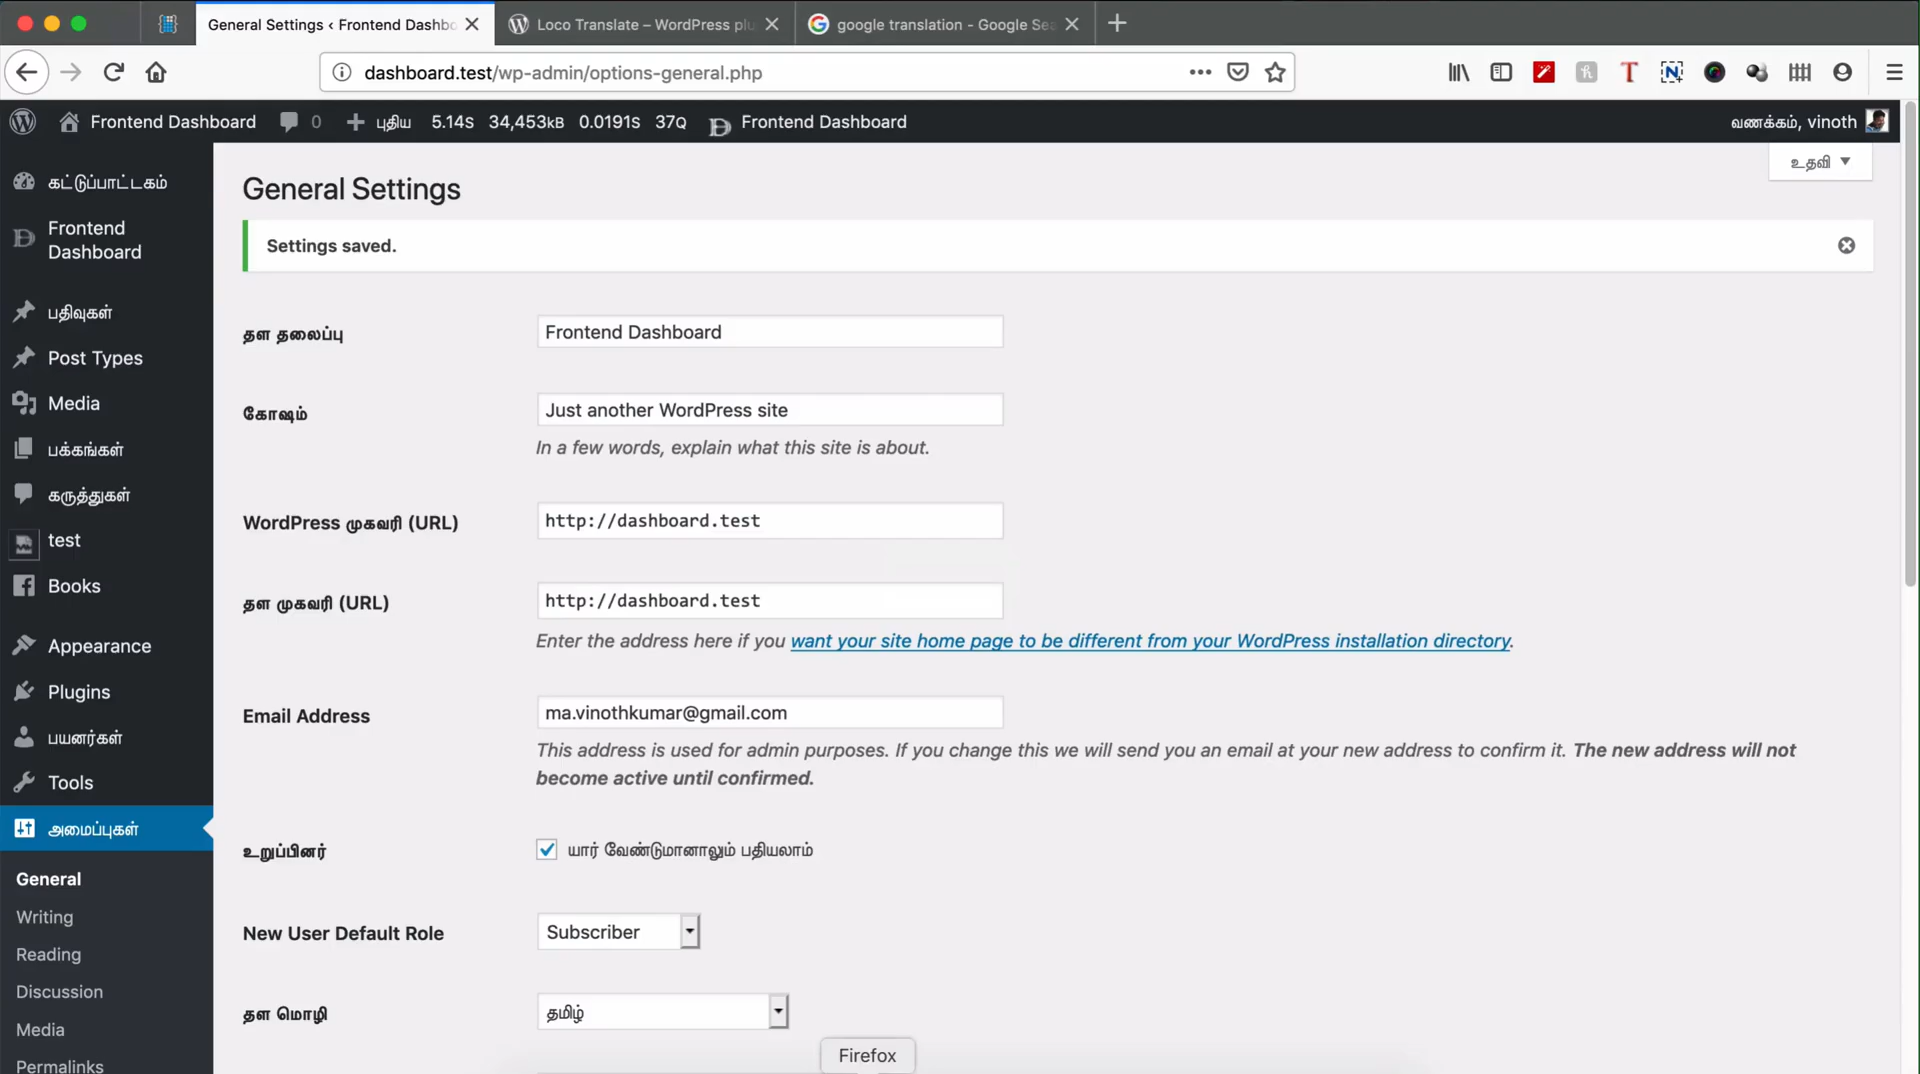 General Settings ‹ Frontend Dashbo
Loco Translate – WordPress plu
google translation - Google Sea
dashboard.test/wp-admin/options-general.php
Frontend Dashboard
0
புதிய
5.14S
34,453KB
0.0191S
37Q
Frontend Dashboard
வணக்கம், vinoth
உதவி
கட்டுப்பாட்டகம்
Frontend
Dashboard
பதிவுகள்
Post Types
Media
பக்கங்கள்
கருத்துகள்
test
Books
Appearance
Plugins
பயனர்கள்
Tools
அமைப்புகள்
General
Writing
Reading
Discussion
Media
Permalinks
General Settings
Settings saved.
தள தலைப்பு
Frontend Dashboard
கோஷம்
Just another WordPress site
In a few words, explain what this site is about.
WordPress முகவரி (URL)
http://dashboard.test
தள முகவரி (URL)
http://dashboard.test
Enter the address here if you want your site home page to be different from your WordPress installation directory.
Email Address
ma.vinothkumar@gmail.com
This address is used for admin purposes. If you change this we will send you an email at your new address to confirm it. The new address will not
become active until confirmed.
உறுப்பினர்
யார் வேண்டுமானாலும் பதியலாம்
New User Default Role
Subscriber
தள மொழி
தமிழ்
Firefox